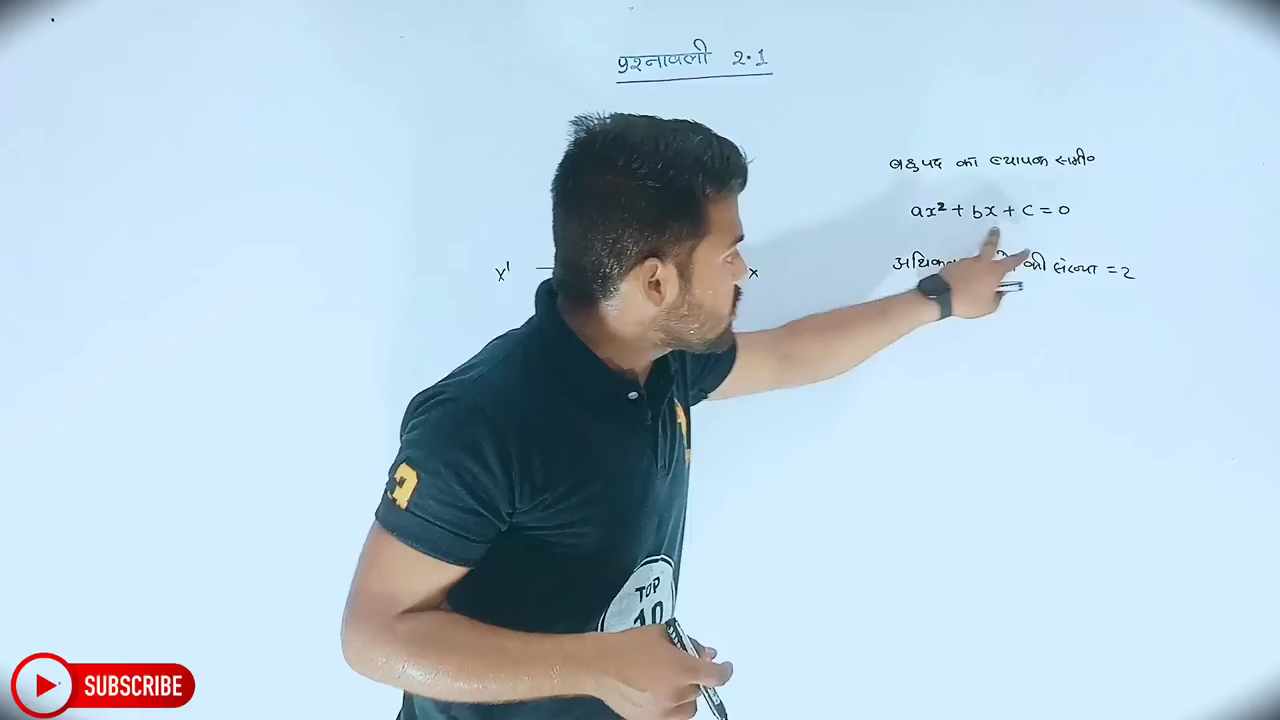 प्रश्नावली 2.1
बहुपद का व्यापक समी०
ax² + bx + c = 0
की संख्या = 2
x'
x
TOP
10
SUBSCRIBE